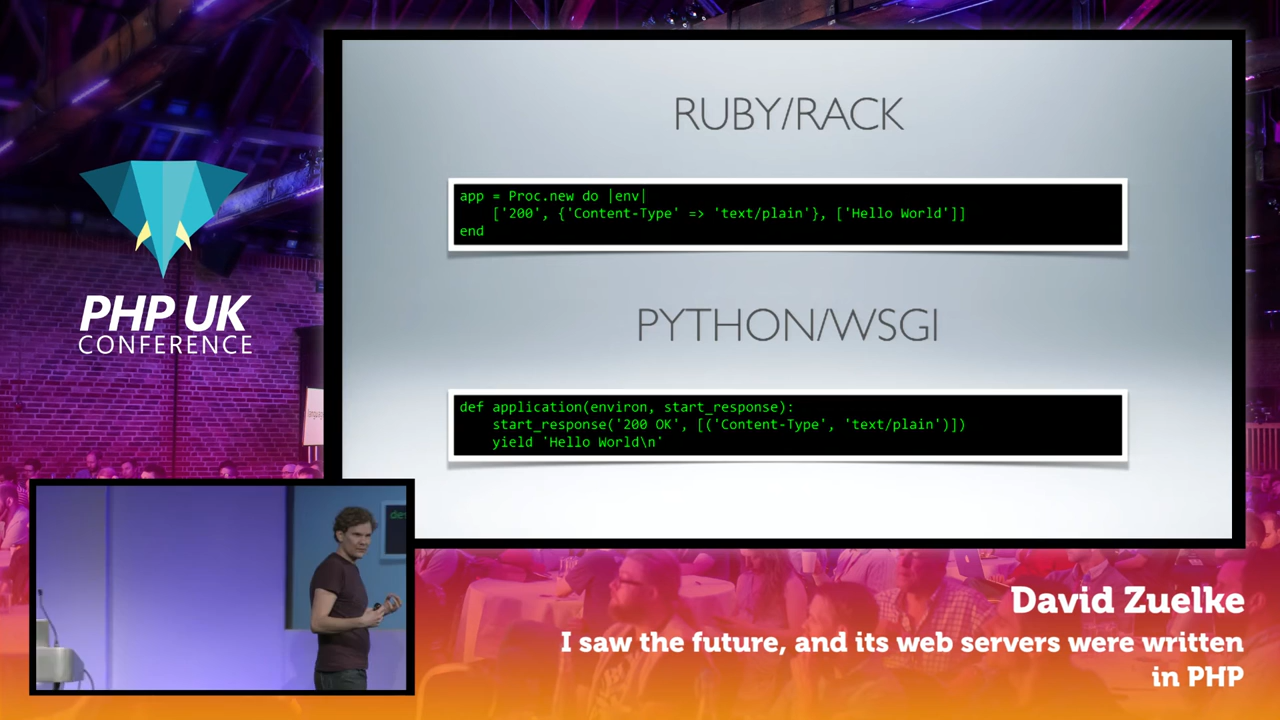 RUBY/RACK
app = Proc.new do |env|
    ['200', {'Content-Type' => 'text/plain'}, ['Hello World']]
end
PYTHON/WSGI
def application(environ, start_response):
    start_response('200 OK', [('Content-Type', 'text/plain')])
    yield 'Hello World\n'
PHP UK
CONFERENCE
des
David Zuelke
I saw the future, and its web servers were written
in PHP